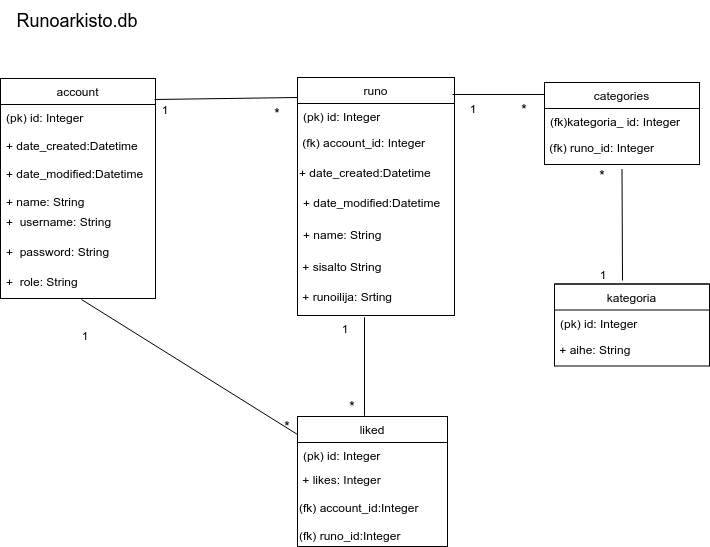 Runoarkisto.db
account
(pk) id: Integer
+ date_created:Datetime
+ date_modified:Datetime
+ name: String
+ username: String
+ password: String
+ role: String
1
*
runo
(pk) id: Integer
(fk) account_id: Integer
+ date_created:Datetime
+ date_modified:Datetime
+ name: String
+ sisalto String
+ runoilija: Srting
1
*
categories
(fk)kategoria_ id: Integer
(fk) runo_id: Integer
*
1
kategoria
(pk) id: Integer
+ aihe: String
1
*
1
*
liked
(pk) id: Integer
+ likes: Integer
(fk) account_id:Integer
(fk) runo_id:Integer